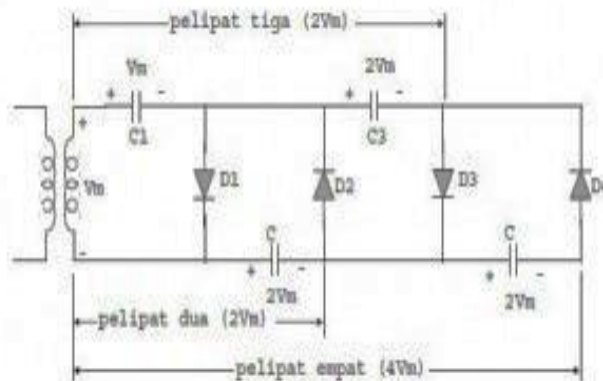 pelipat tiga (2Vm)
Vm
2Vm
+ - + -
+
C1
C3
Vm
D1
D2
D3
D4
-
C
C
+ - + -
2Vm
2Vm
pelipat dua (2Vm)
pelipat empat (4Vm)